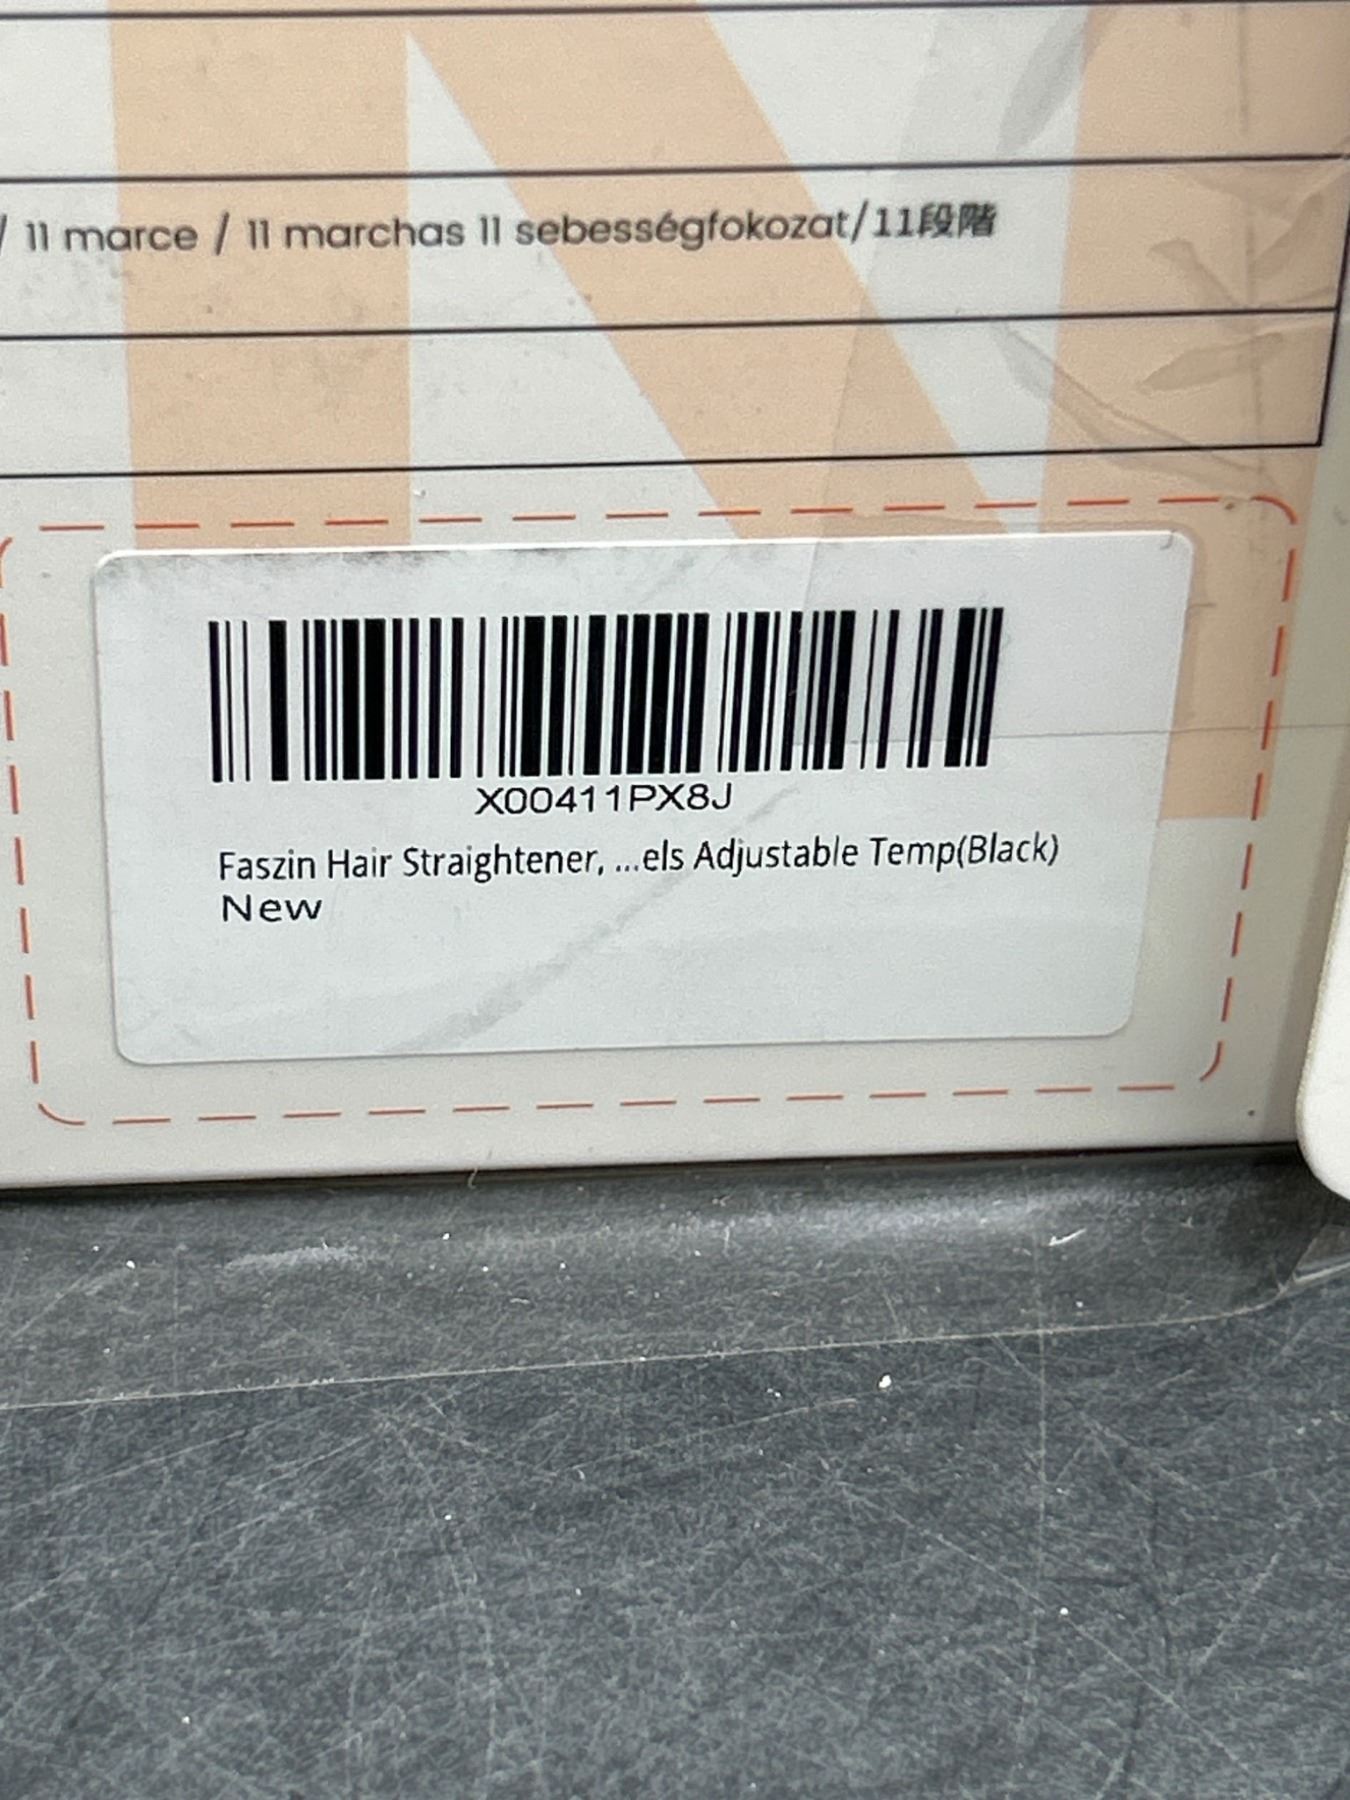 / 11 marce / 11 marchas 11 sebességfokozat/11段階
X00411PX8J
Faszin Hair Straightener, ...els Adjustable Temp(Black)
New